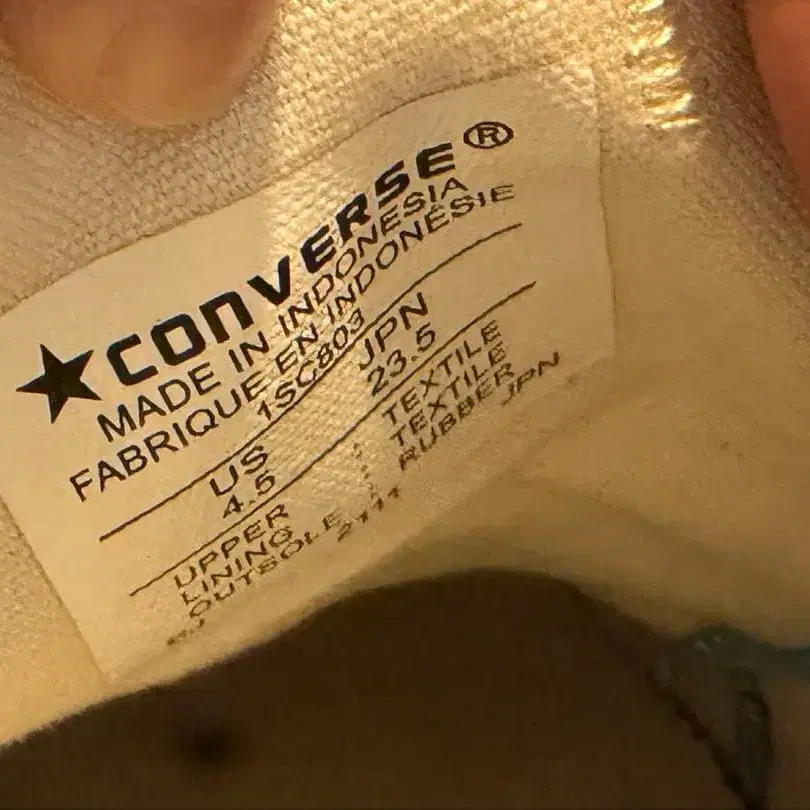 ★CONVERSE®
MADE IN INDONESIA
FABRIQUE EN INDONÉSIE
1SC803
US JPN
4.5 23.5
UPPER : TEXTILE
LINING : TEXTILE
OUTSOLE : RUBBER
2111 JPN